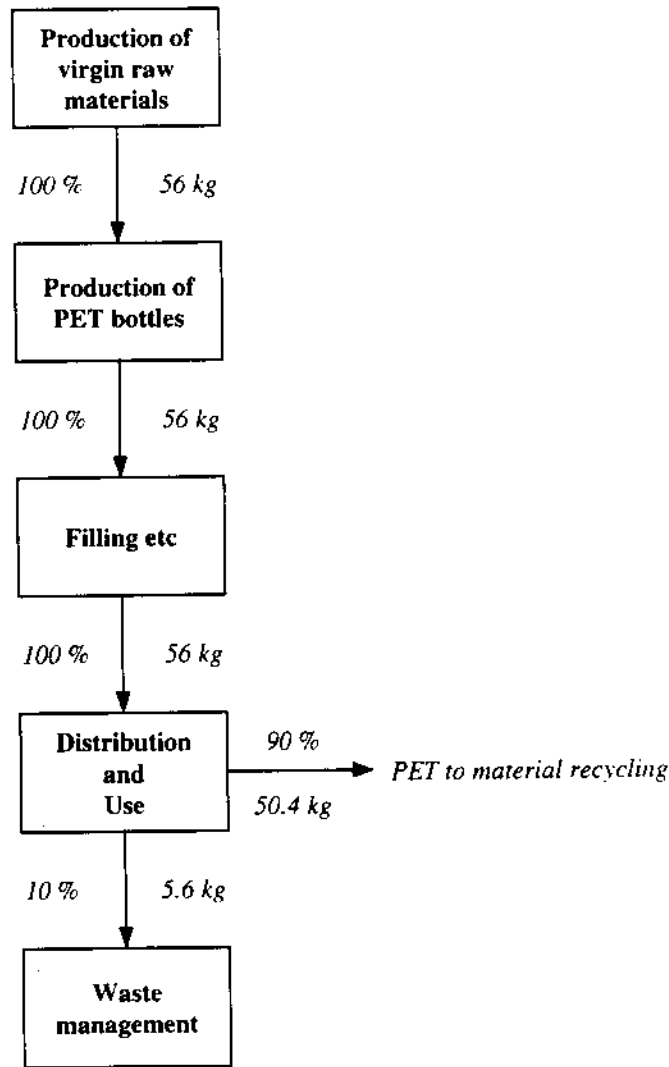 Production of
virgin raw
materials
100 % 56 kg
Production of
PET bottles
100 % 56 kg
Filling etc
100 % 56 kg
Distribution
and
Use
90 %
PET to material recycling
50.4 kg
10 % 5.6 kg
Waste
management